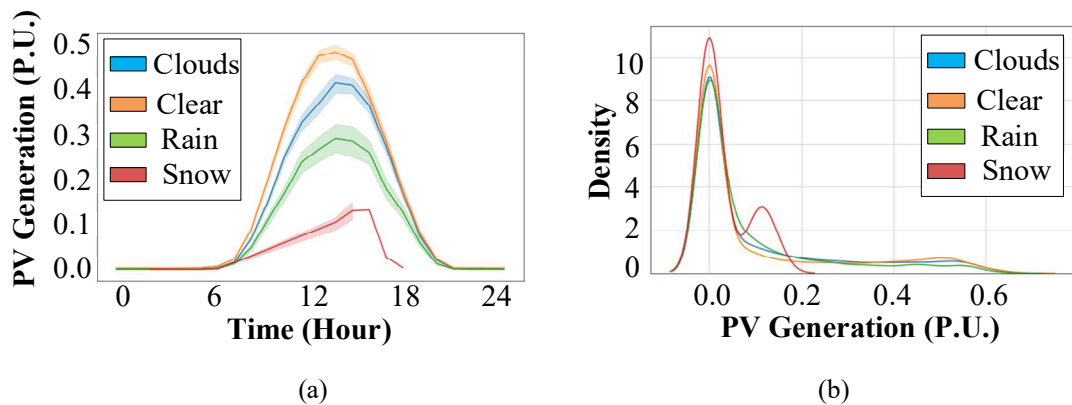 PV Generation (P.U.)
0.5
0.4
0.3
0.2
0.1
0.0
Clouds
Clear
Rain
Snow
0 6 12 18 24
Time (Hour)
(a)
Density
10
8
6
4
2
0
Clouds
Clear
Rain
Snow
0.0 0.2 0.4 0.6
PV Generation (P.U.)
(b)